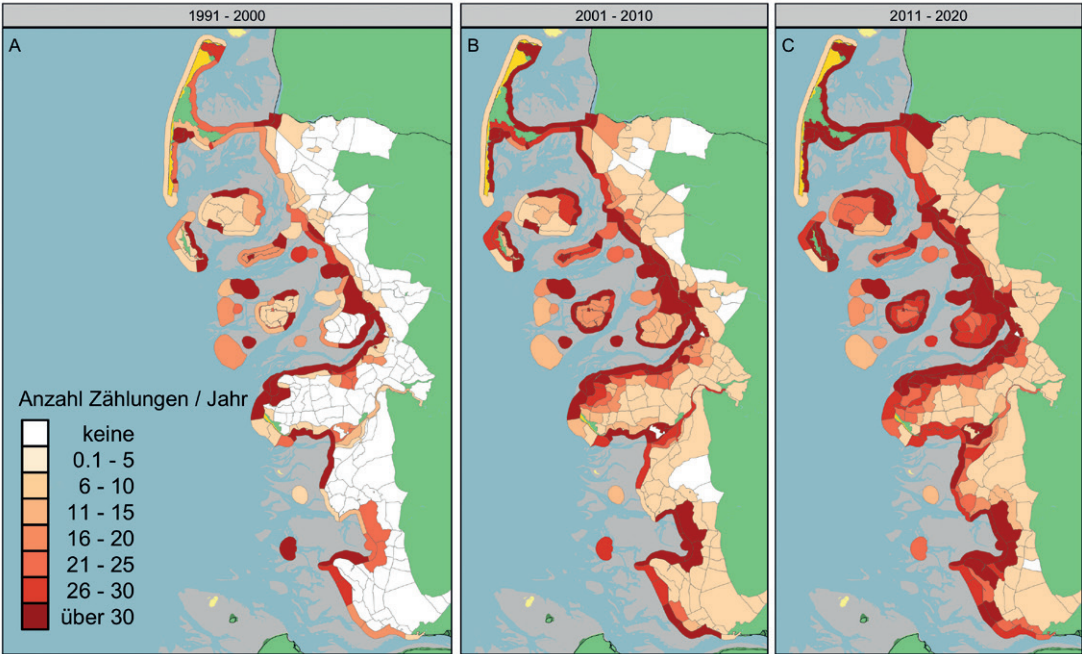 1991 - 2000
2001 - 2010
2011 - 2020
A
B
C
Anzahl Zählungen / Jahr
keine
0.1 - 5
6 - 10
11 - 15
16 - 20
21 - 25
26 - 30
über 30